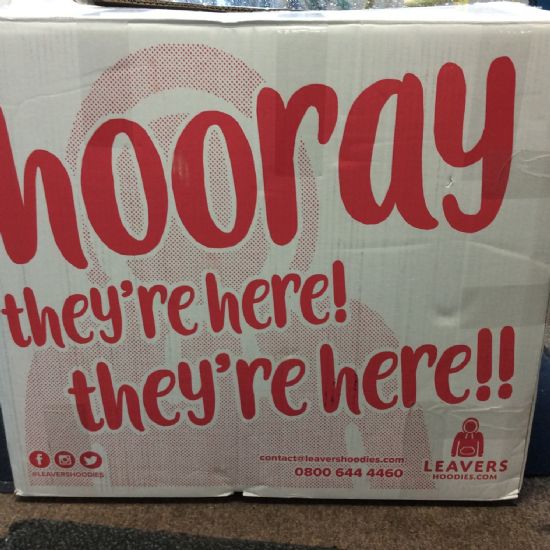 hooray
they're here!
they're here!!
@LEAVERSHOODIES
contact@leavershoodies.com
0800 644 4460
LEAVERS
HOODIES.COM